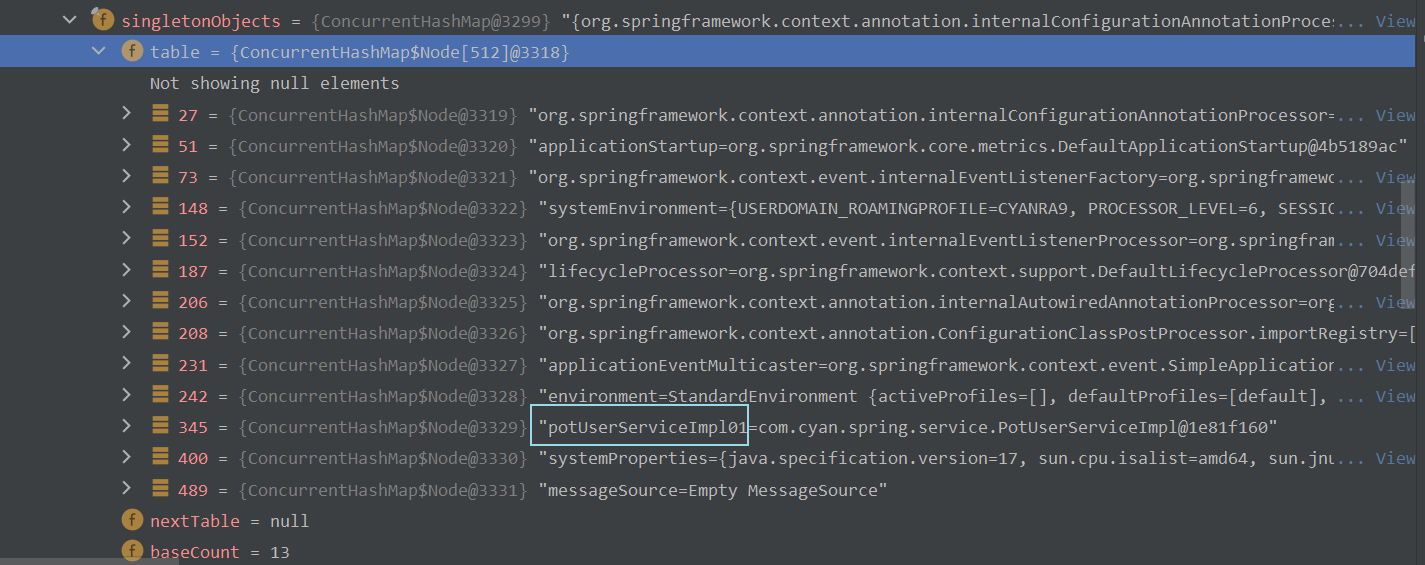 f singletonObjects = {ConcurrentHashMap@3299} "{org.springframework.context.annotation.internalConfigurationAnnotationProce... View
f table = {ConcurrentHashMap$Node[512]@3318}
Not showing null elements
27 = {ConcurrentHashMap$Node@3319} "org.springframework.context.annotation.internalConfigurationAnnotationProcessor=... View
51 = {ConcurrentHashMap$Node@3320} "applicationStartup=org.springframework.core.metrics.DefaultApplicationStartup@4b5189ac"
73 = {ConcurrentHashMap$Node@3321} "org.springframework.context.event.internalEventListenerFactory=org.springframewo... View
148 = {ConcurrentHashMap$Node@3322} "systemEnvironment={USERDOMAIN_ROAMINGPROFILE=CYANRA9, PROCESSOR_LEVEL=6, SESSIO... View
152 = {ConcurrentHashMap$Node@3323} "org.springframework.context.event.internalEventListenerProcessor=org.springfram... View
187 = {ConcurrentHashMap$Node@3324} "lifecycleProcessor=org.springframework.context.support.DefaultLifecycleProcessor@704def
206 = {ConcurrentHashMap$Node@3325} "org.springframework.context.annotation.internalAutowiredAnnotationProcessor=org... View
208 = {ConcurrentHashMap$Node@3326} "org.springframework.context.annotation.ConfigurationClassPostProcessor.importRegistry=[
231 = {ConcurrentHashMap$Node@3327} "applicationEventMulticaster=org.springframework.context.event.SimpleApplication... View
242 = {ConcurrentHashMap$Node@3328} "environment=StandardEnvironment {activeProfiles=[], defaultProfiles=[default], ... View
345 = {ConcurrentHashMap$Node@3329} "potUserServiceImpl01=com.cyan.spring.service.PotUserServiceImpl@1e81f160"
400 = {ConcurrentHashMap$Node@3330} "systemProperties={java.specification.version=17, sun.cpu.isalist=amd64, sun.jnu... View
489 = {ConcurrentHashMap$Node@3331} "messageSource=Empty MessageSource"
f nextTable = null
f baseCount = 13